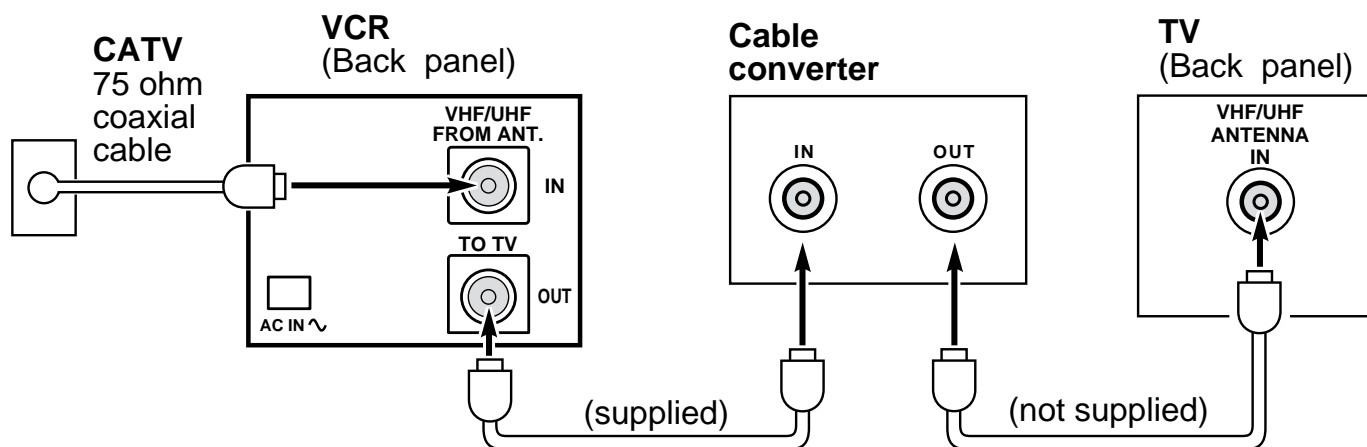 CATV
75 ohm
coaxial
cable
VCR
(Back panel)
VHF/UHF
FROM ANT.
IN
TO TV
OUT
AC IN
(supplied)
Cable
converter
IN
OUT
(not supplied)
TV
(Back panel)
VHF/UHF
ANTENNA
IN